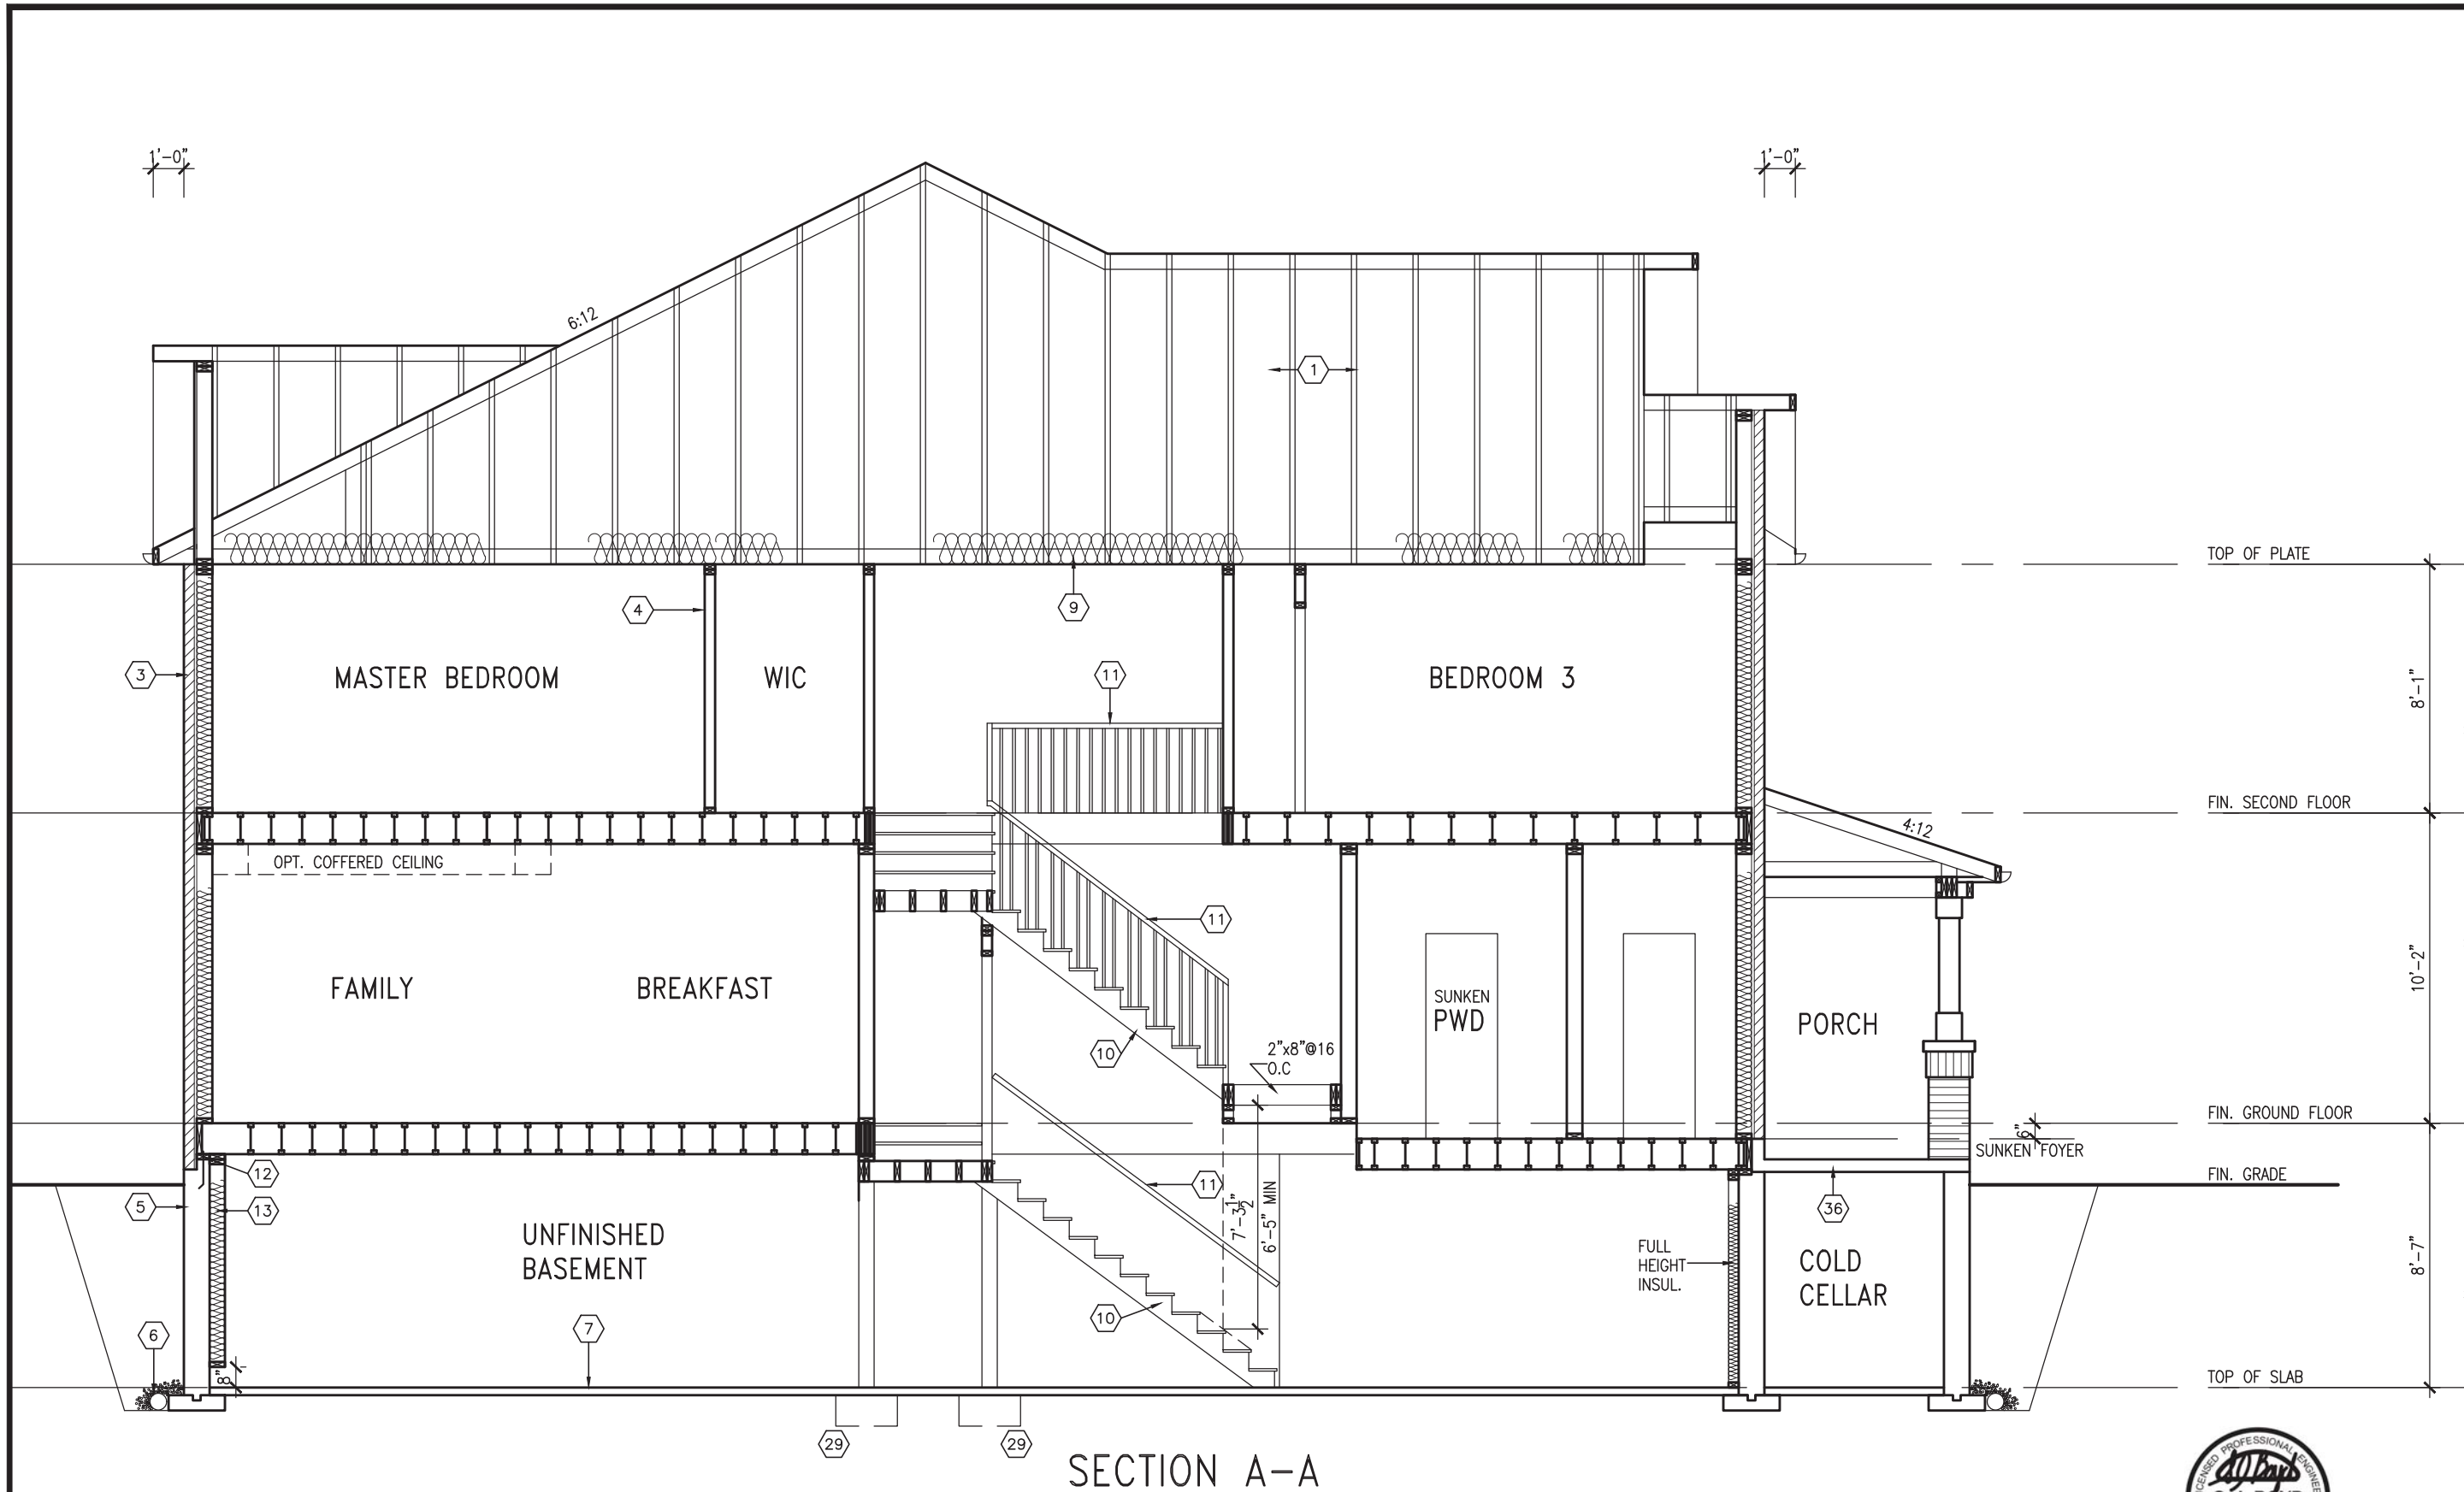 1'-0"
1'-0"
6:12
1
TOP OF PLATE
4
9
3
MASTER BEDROOM
WIC
11
BEDROOM 3
8'-1"
FIN. SECOND FLOOR
4:12
OPT. COFFERED CEILING
11
FAMILY
BREAKFAST
SUNKEN
PWD
PORCH
10'-2"
10
2"x8"@16
O.C
FIN. GROUND FLOOR
6"
SUNKEN FOYER
12
FIN. GRADE
5
13
11
7'-3 1/2"
6'-5" MIN
36
UNFINISHED
BASEMENT
FULL
HEIGHT
INSUL.
COLD
CELLAR
8'-7"
10
6
7
8"
TOP OF SLAB
29
29
SECTION A-A
PROFESSIONAL